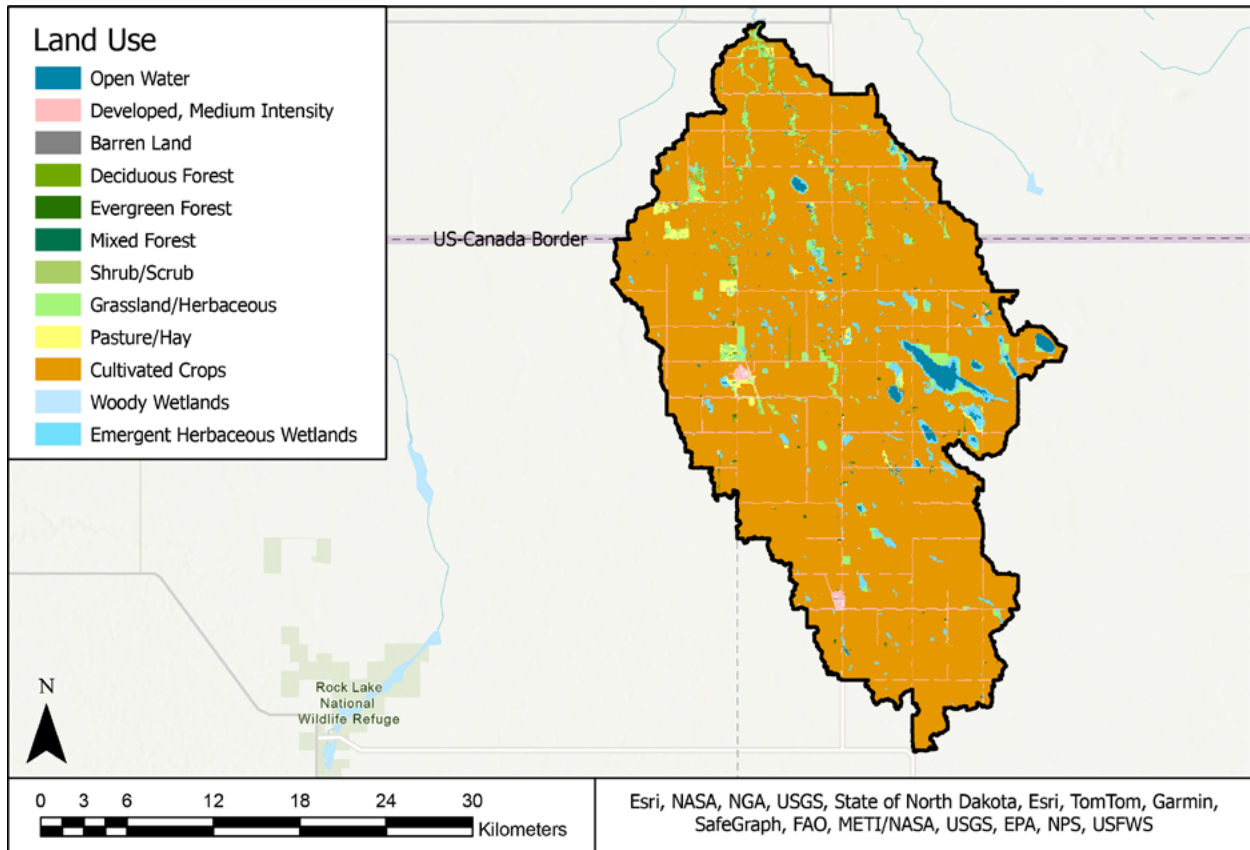 Land Use
Open Water
Developed, Medium Intensity
Barren Land
Deciduous Forest
Evergreen Forest
Mixed Forest
Shrub/Scrub
Grassland/Herbaceous
Pasture/Hay
Cultivated Crops
Woody Wetlands
Emergent Herbaceous Wetlands
US-Canada Border
Rock Lake
National
Wildlife Refuge
N
0 3 6 12 18 24 30
Kilometers
Esri, NASA, NGA, USGS, State of North Dakota, Esri, TomTom, Garmin,
SafeGraph, FAO, METI/NASA, USGS, EPA, NPS, USFWS